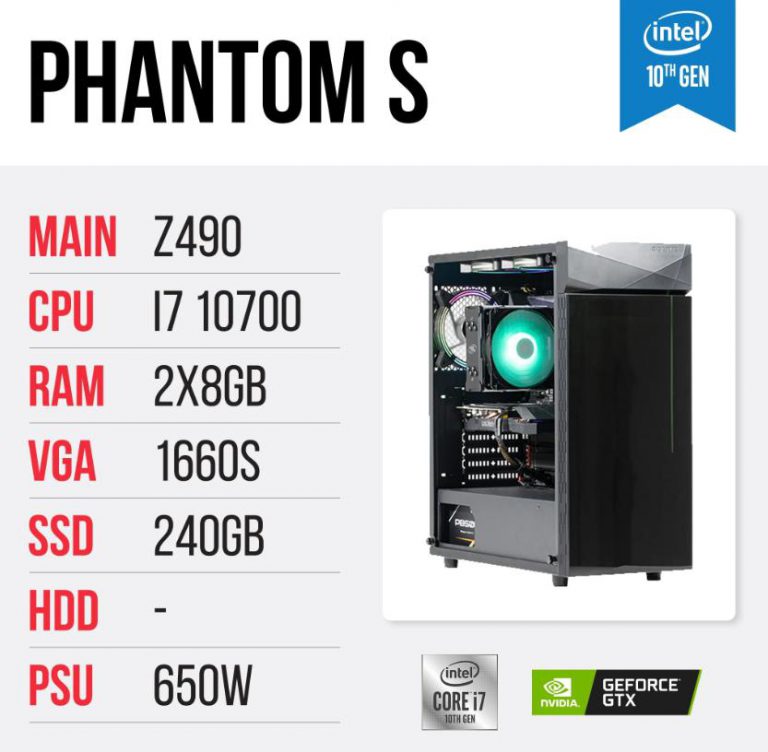 PHANTOM S
intel
10TH GEN
MAIN Z490
CPU I7 10700
RAM 2X8GB
VGA 1660S
SSD 240GB
HDD -
PSU 650W
intel
CORE i7
10TH GEN
NVIDIA
GEFORCE
GTX